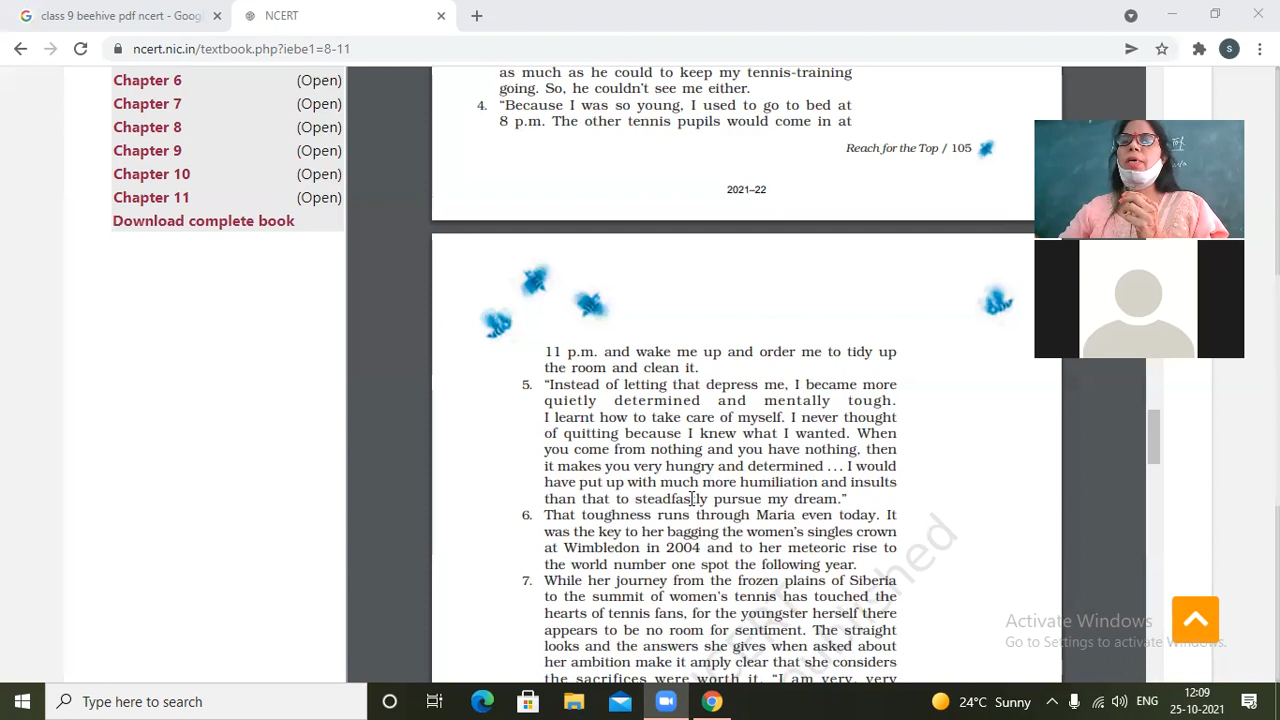 class 9 beehive pdf ncert - Goog
NCERT
ncert.nic.in/textbook.php?iebe1=8-11
S
Chapter 6 (Open)
Chapter 7 (Open)
Chapter 8 (Open)
Chapter 9 (Open)
Chapter 10 (Open)
Chapter 11 (Open)
Download complete book
as much as he could to keep my tennis-training
going. So, he couldn't see me either.
4. “Because I was so young, I used to go to bed at
8 p.m. The other tennis pupils would come in at
Reach for the Top / 105
2021–22
11 p.m. and wake me up and order me to tidy up
the room and clean it.
5. “Instead of letting that depress me, I became more
quietly determined and mentally tough.
I learnt how to take care of myself. I never thought
of quitting because I knew what I wanted. When
you come from nothing and you have nothing, then
it makes you very hungry and determined ... I would
have put up with much more humiliation and insults
than that to steadfastly pursue my dream.”
6. That toughness runs through Maria even today. It
was the key to her bagging the women's singles crown
at Wimbledon in 2004 and to her meteoric rise to
the world number one spot the following year.
7. While her journey from the frozen plains of Siberia
to the summit of women's tennis has touched the
hearts of tennis fans, for the youngster herself there
appears to be no room for sentiment. The straight
looks and the answers she gives when asked about
her ambition make it amply clear that she considers
the sacrifices were worth it. “I am very, very
Activate Windows
Go to Settings to activate Windows.
Type here to search
24°C Sunny
ENG
12:09
25-10-2021